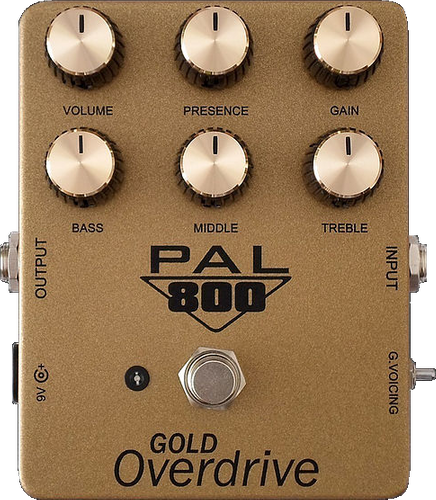 VOLUME PRESENCE GAIN
BASS MIDDLE TREBLE
OUTPUT
INPUT
PAL
800
9V
G.VOICING
GOLD
Overdrive